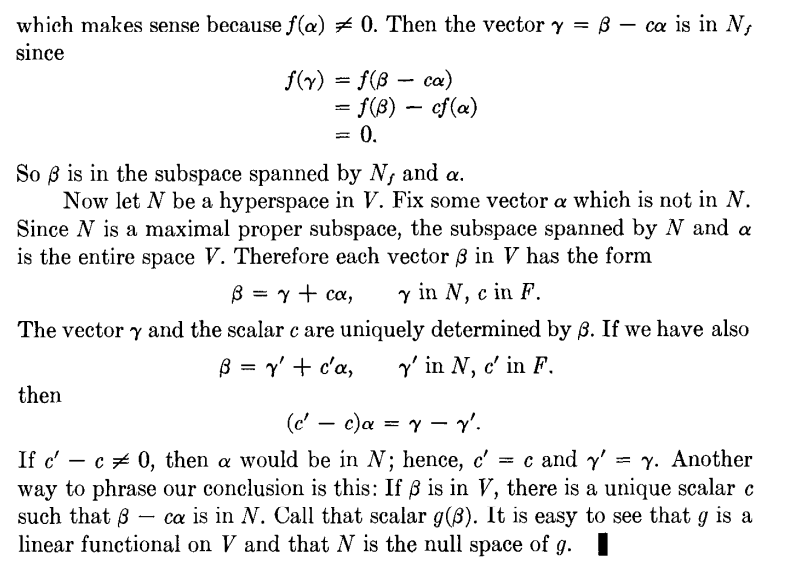 which makes sense because f(α) ≠ 0. Then the vector γ = β − cα is in N_f
since
f(γ) = f(β − cα)
= f(β) − cf(α)
= 0.
So β is in the subspace spanned by N_f and α.
Now let N be a hyperspace in V. Fix some vector α which is not in N.
Since N is a maximal proper subspace, the subspace spanned by N and α
is the entire space V. Therefore each vector β in V has the form
β = γ + cα, γ in N, c in F.
The vector γ and the scalar c are uniquely determined by β. If we have also
β = γ′ + c′α, γ′ in N, c′ in F.
then
(c′ − c)α = γ − γ′.
If c′ − c ≠ 0, then α would be in N; hence, c′ = c and γ′ = γ. Another
way to phrase our conclusion is this: If β is in V, there is a unique scalar c
such that β − cα is in N. Call that scalar g(β). It is easy to see that g is a
linear functional on V and that N is the null space of g. ∎